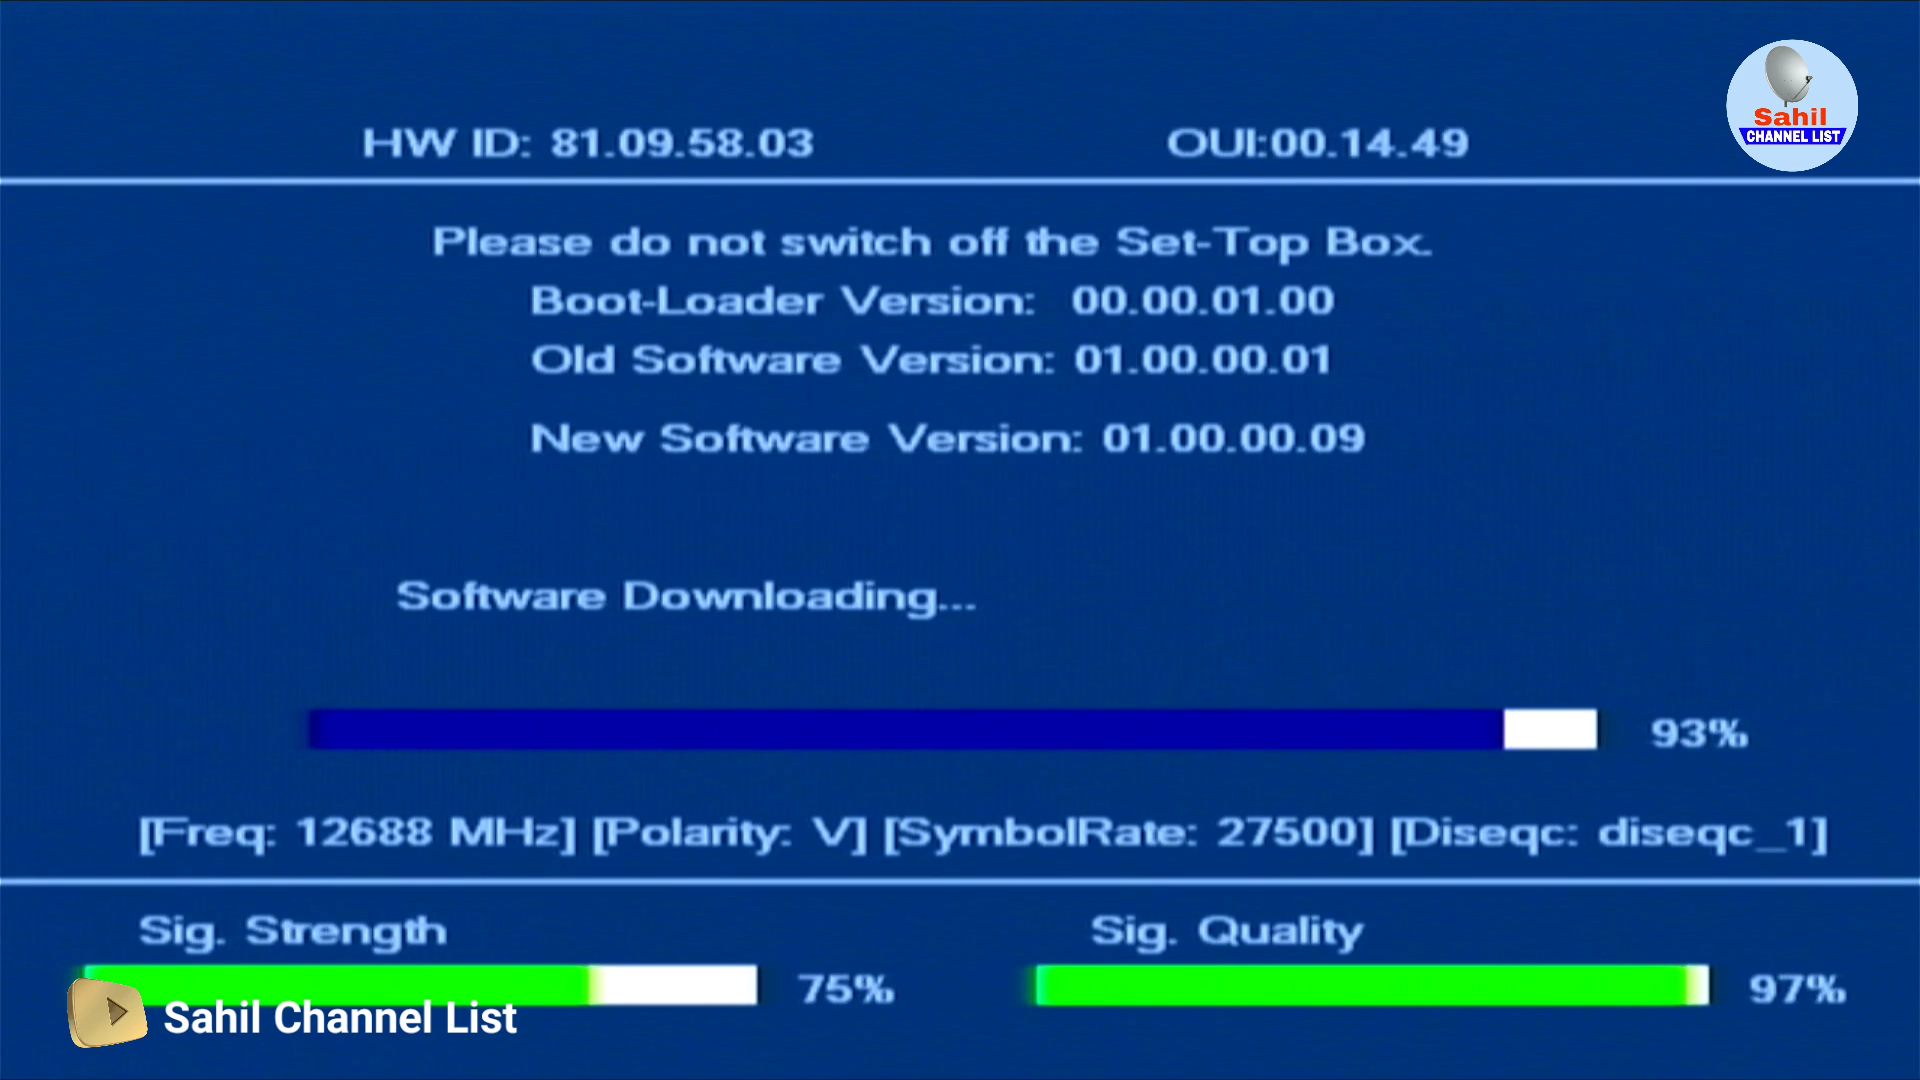 HW ID: 81.09.58.03 OUI:00.14.49
Sahil
CHANNEL LIST
Please do not switch off the Set-Top Box.
Boot-Loader Version: 00.00.01.00
Old Software Version: 01.00.00.01
New Software Version: 01.00.00.09
Software Downloading...
93%
[Freq: 12688 MHz] [Polarity: V] [SymbolRate: 27500] [Diseqc: diseqc_1]
Sig. Strength Sig. Quality
75% 97%
Sahil Channel List